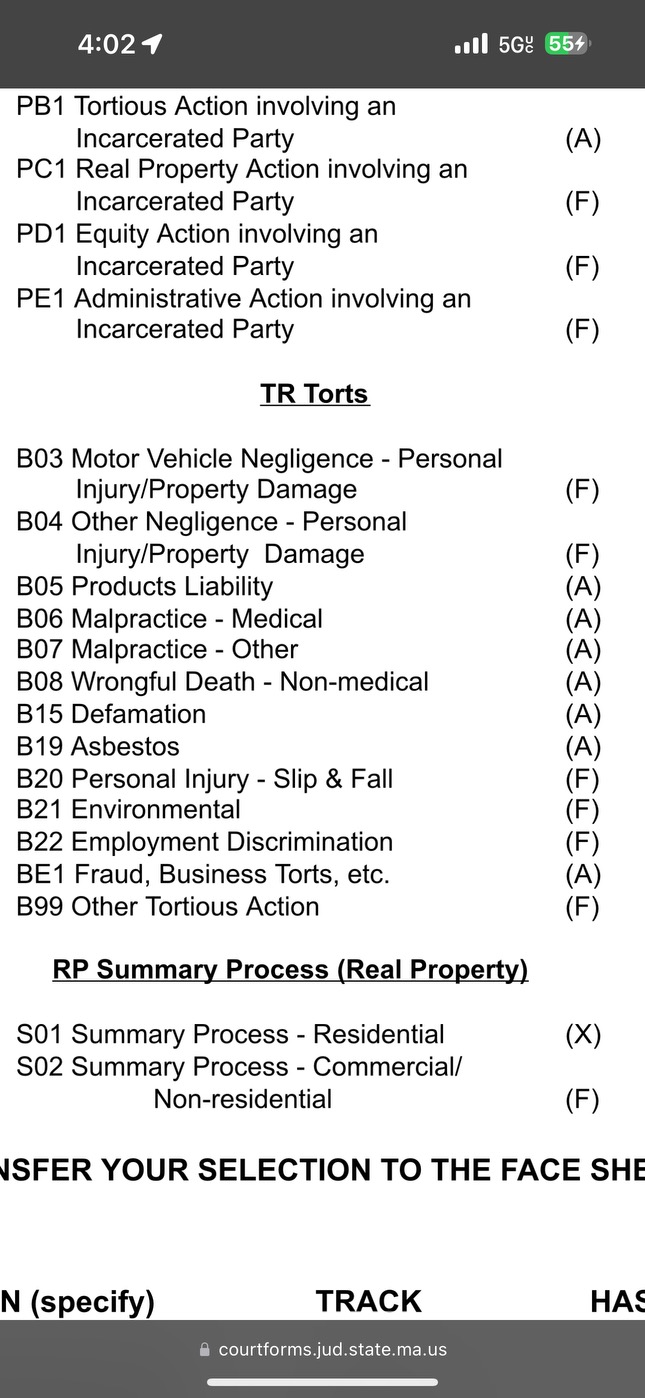 4:02
5GUC 55
PB1 Tortious Action involving an
Incarcerated Party (A)
PC1 Real Property Action involving an
Incarcerated Party (F)
PD1 Equity Action involving an
Incarcerated Party (F)
PE1 Administrative Action involving an
Incarcerated Party (F)
TR Torts
B03 Motor Vehicle Negligence - Personal
Injury/Property Damage (F)
B04 Other Negligence - Personal
Injury/Property Damage (F)
B05 Products Liability (A)
B06 Malpractice - Medical (A)
B07 Malpractice - Other (A)
B08 Wrongful Death - Non-medical (A)
B15 Defamation (A)
B19 Asbestos (A)
B20 Personal Injury - Slip & Fall (F)
B21 Environmental (F)
B22 Employment Discrimination (F)
BE1 Fraud, Business Torts, etc. (A)
B99 Other Tortious Action (F)
RP Summary Process (Real Property)
S01 Summary Process - Residential (X)
S02 Summary Process - Commercial/
Non-residential (F)
NSFER YOUR SELECTION TO THE FACE SHE
N (specify) TRACK HAS
courtforms.jud.state.ma.us